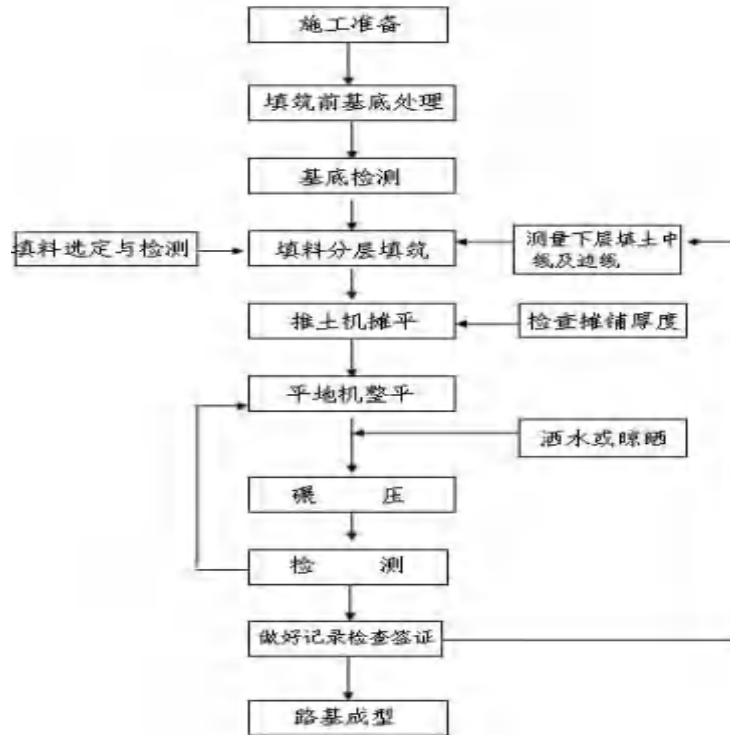 施工准备
填筑前基底处理
基底检测
填料选定与检测
填料分层填筑
测量下层填土中
线及边线
推土机摊平
检查摊铺厚度
平地机整平
洒水或晾晒
碾 压
检 测
做好记录检查签证
路基成型